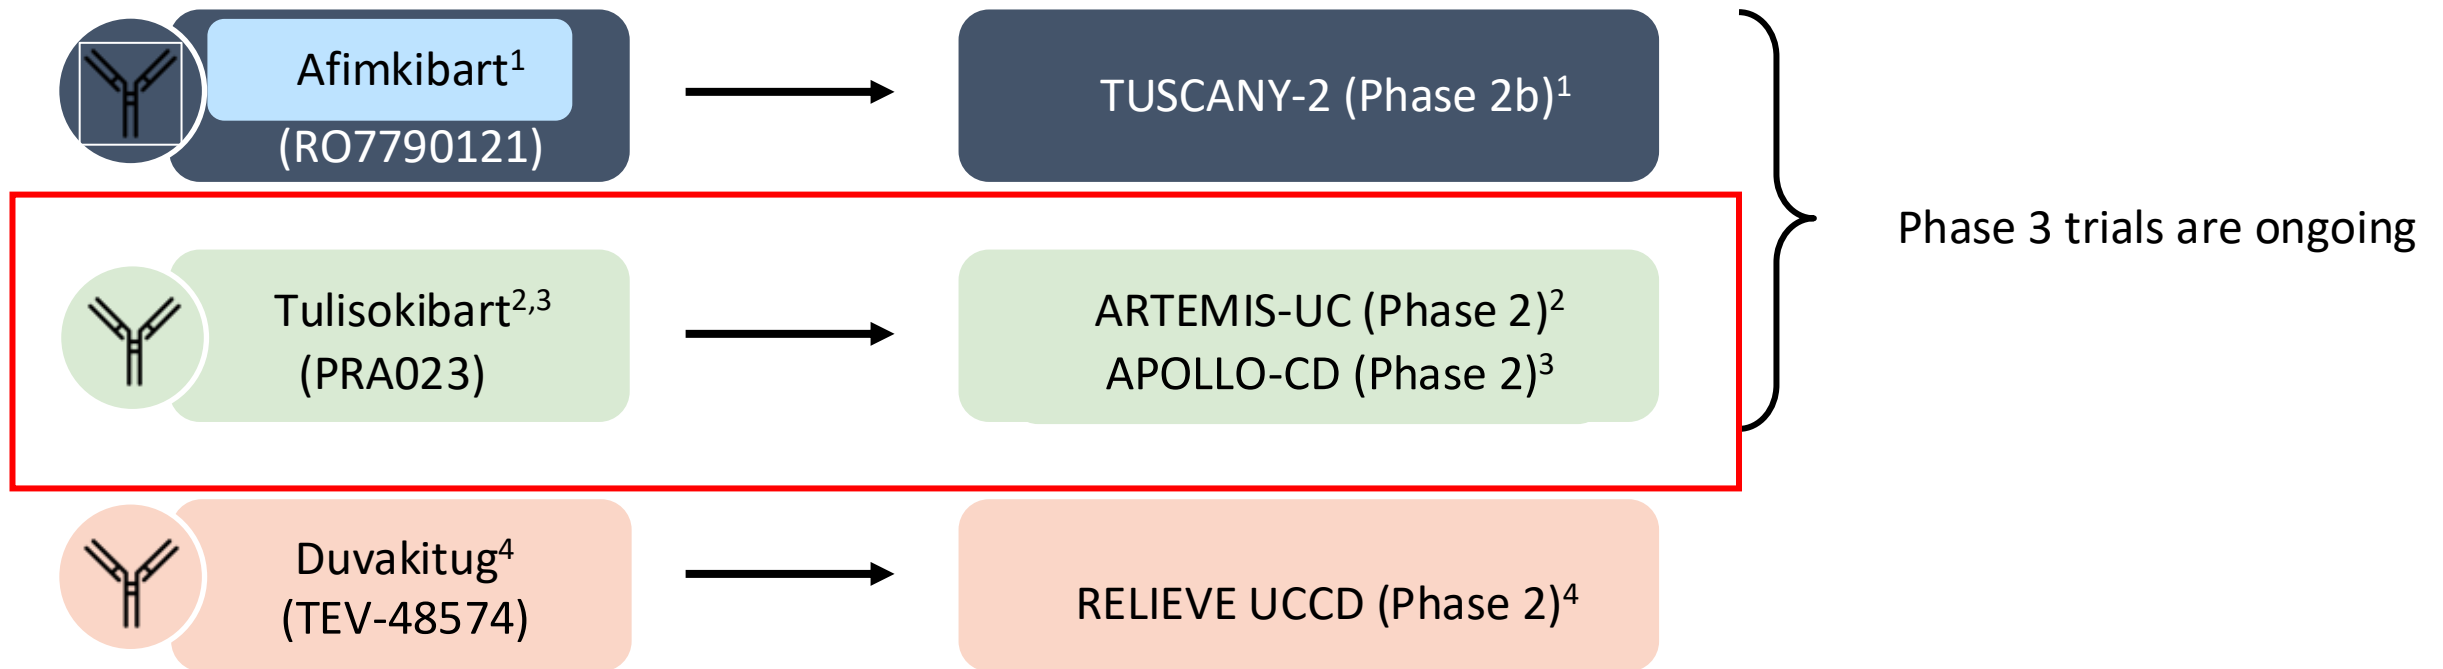 Afimkibart¹
(RO7790121)
TUSCANY-2 (Phase 2b)¹
Phase 3 trials are ongoing
Tulisokibart²,³
(PRA023)
ARTEMIS-UC (Phase 2)²
APOLLO-CD (Phase 2)³
Duvakitug⁴
(TEV-48574)
RELIEVE UCCD (Phase 2)⁴